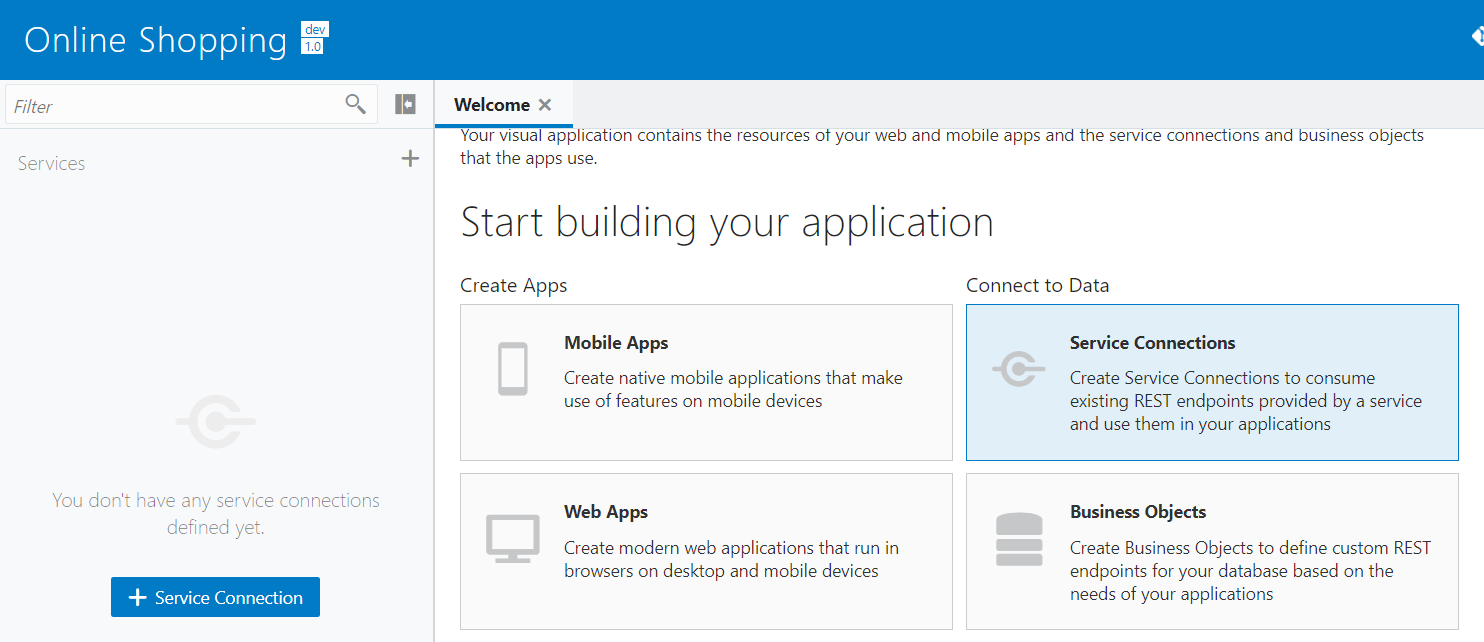 Online Shopping
dev
1.0
Filter
Services
You don't have any service connections
defined yet.
Service Connection
Welcome
Your visual application contains the resources of your web and mobile apps and the service connections and business objects
that the apps use.
Start building your application
Create Apps
Mobile Apps
Create native mobile applications that make
use of features on mobile devices
Web Apps
Create modern web applications that run in
browsers on desktop and mobile devices
Connect to Data
Service Connections
Create Service Connections to consume
existing REST endpoints provided by a service
and use them in your applications
Business Objects
Create Business Objects to define custom REST
endpoints for your database based on the
needs of your applications